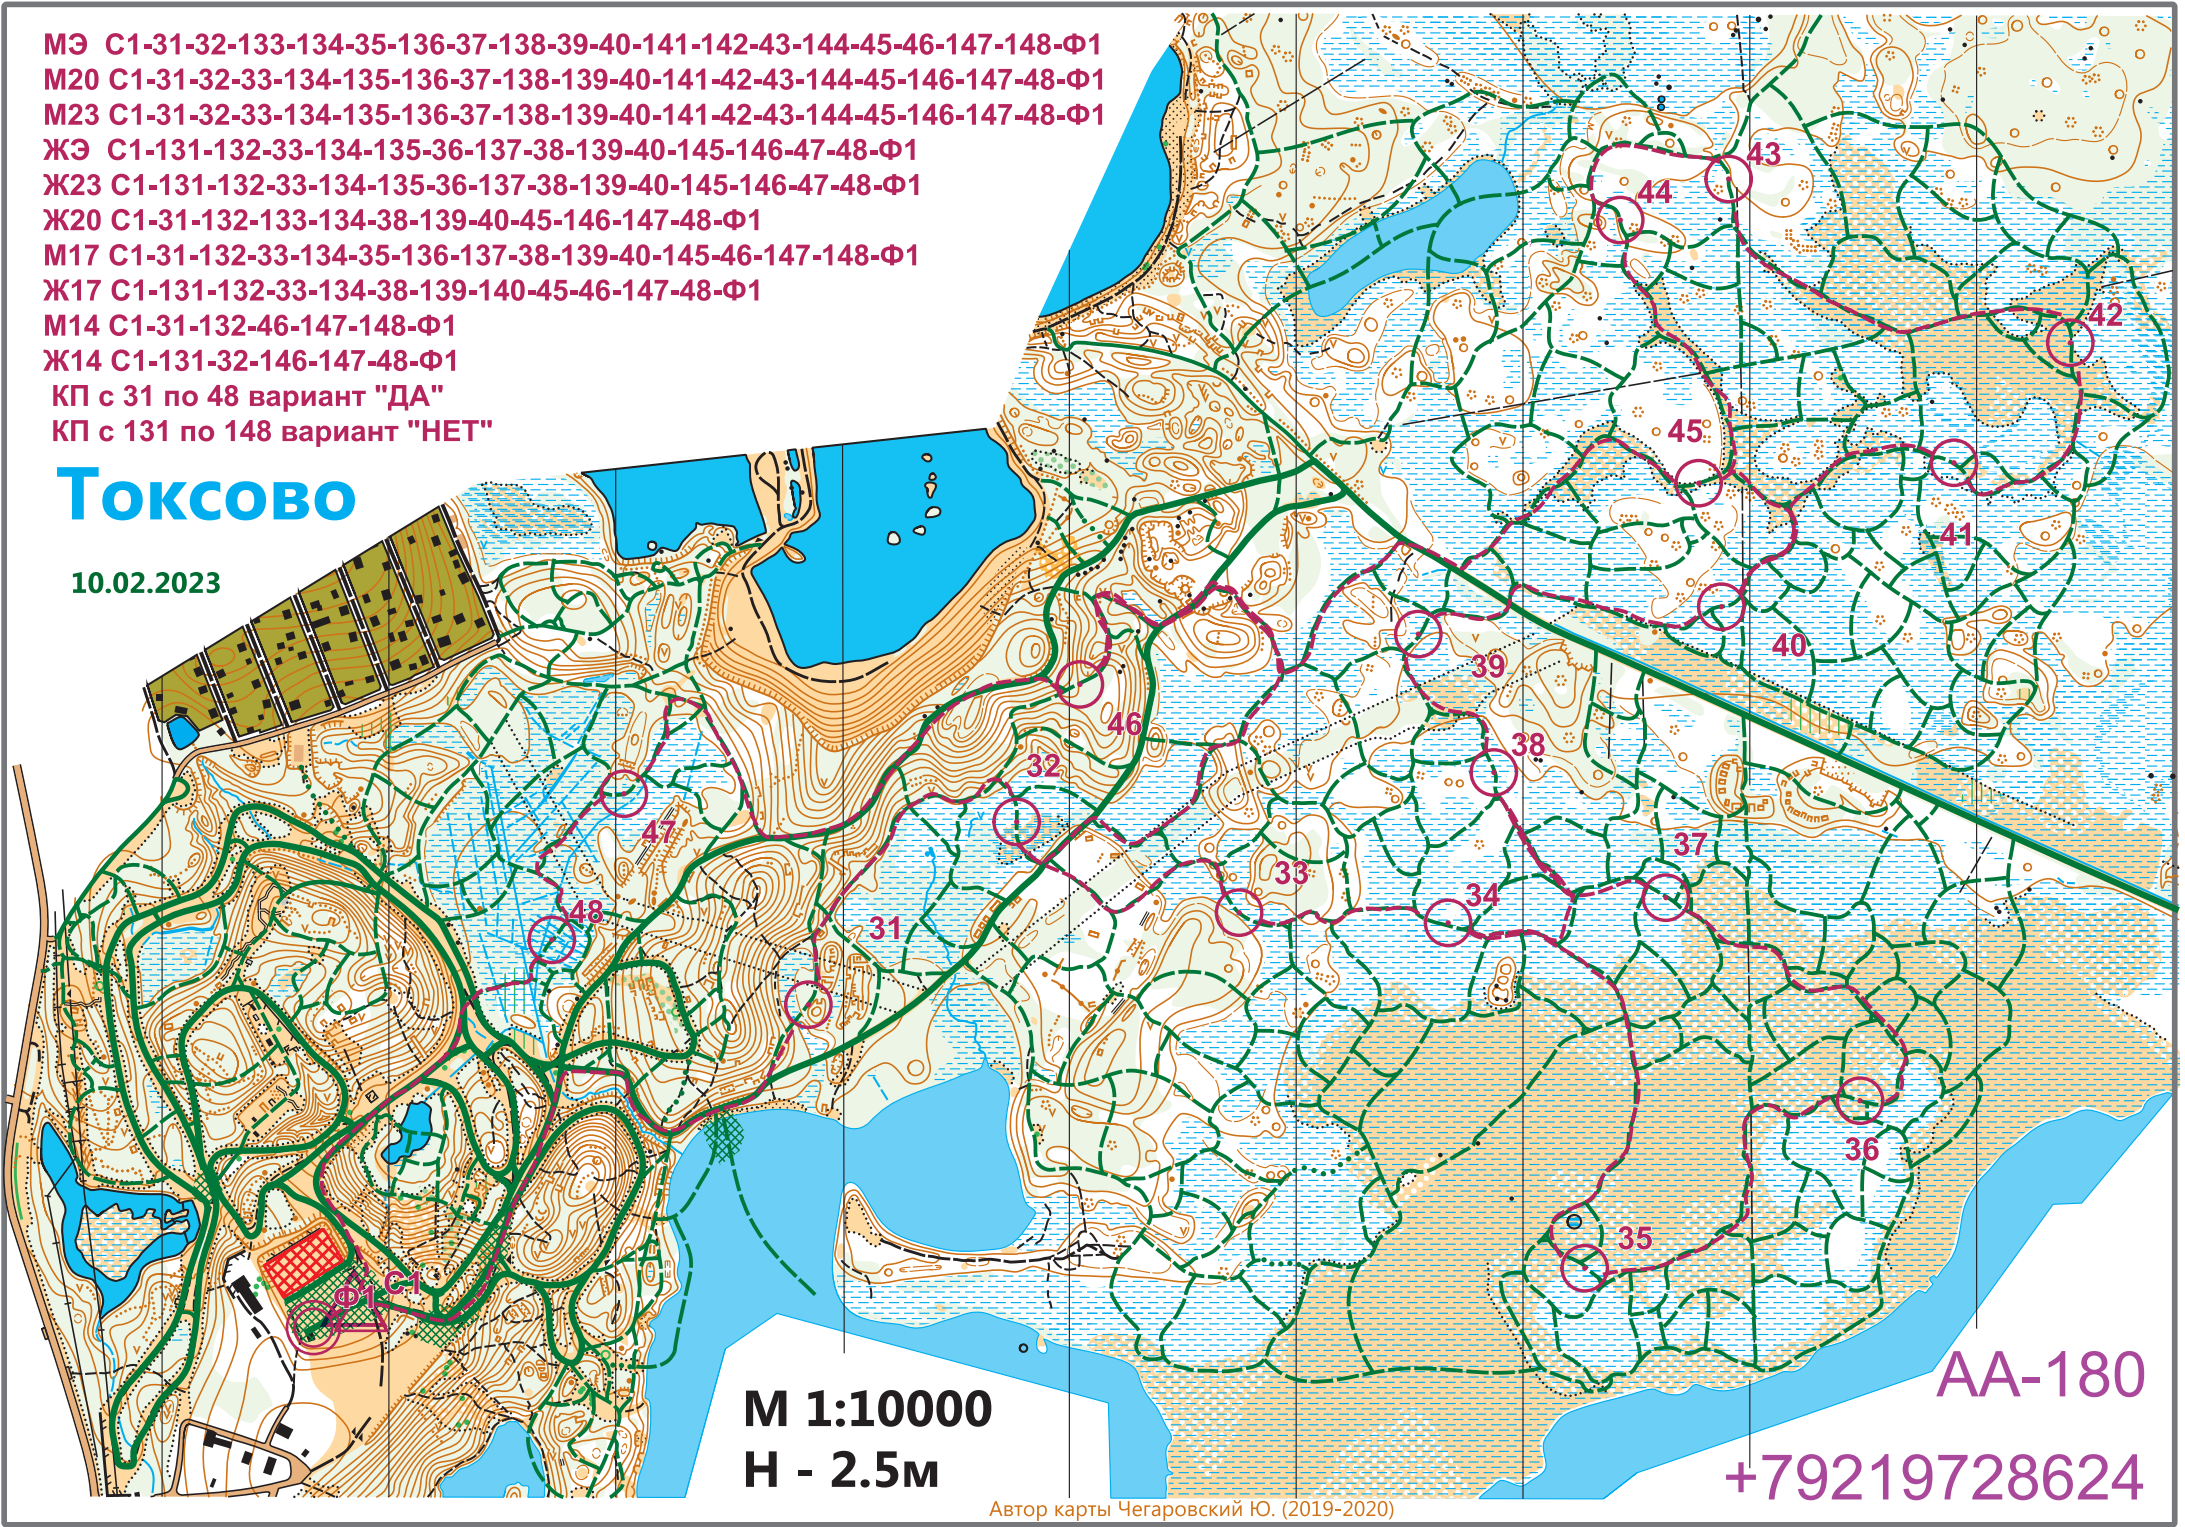 МЭ С1-31-32-133-134-35-136-37-138-39-40-141-142-43-144-45-46-147-148-Ф1
М20 С1-31-32-33-134-135-136-37-138-139-40-141-42-43-144-45-146-147-48-Ф1
М23 С1-31-32-33-134-135-136-37-138-139-40-141-42-43-144-45-146-147-48-Ф1
ЖЭ С1-131-132-33-134-135-36-137-38-139-40-145-146-47-48-Ф1
Ж23 С1-131-132-33-134-135-36-137-38-139-40-145-146-47-48-Ф1
Ж20 С1-31-132-133-134-38-139-40-45-146-147-48-Ф1
М17 С1-31-132-33-134-35-136-137-38-139-40-145-46-147-148-Ф1
Ж17 С1-131-132-33-134-38-139-140-45-46-147-48-Ф1
М14 С1-31-132-46-147-148-Ф1
Ж14 С1-131-32-146-147-48-Ф1
КП с 31 по 48 вариант "ДА"
КП с 131 по 148 вариант "НЕТ"
Токсово
10.02.2023
43
44
42
45
41
40
39
46
38
32
47
37
33
34
48
31
36
35
С1
Ф1
М 1:10000
Н - 2.5м
АА-180
+79219728624
Автор карты Чегаровский Ю. (2019-2020)